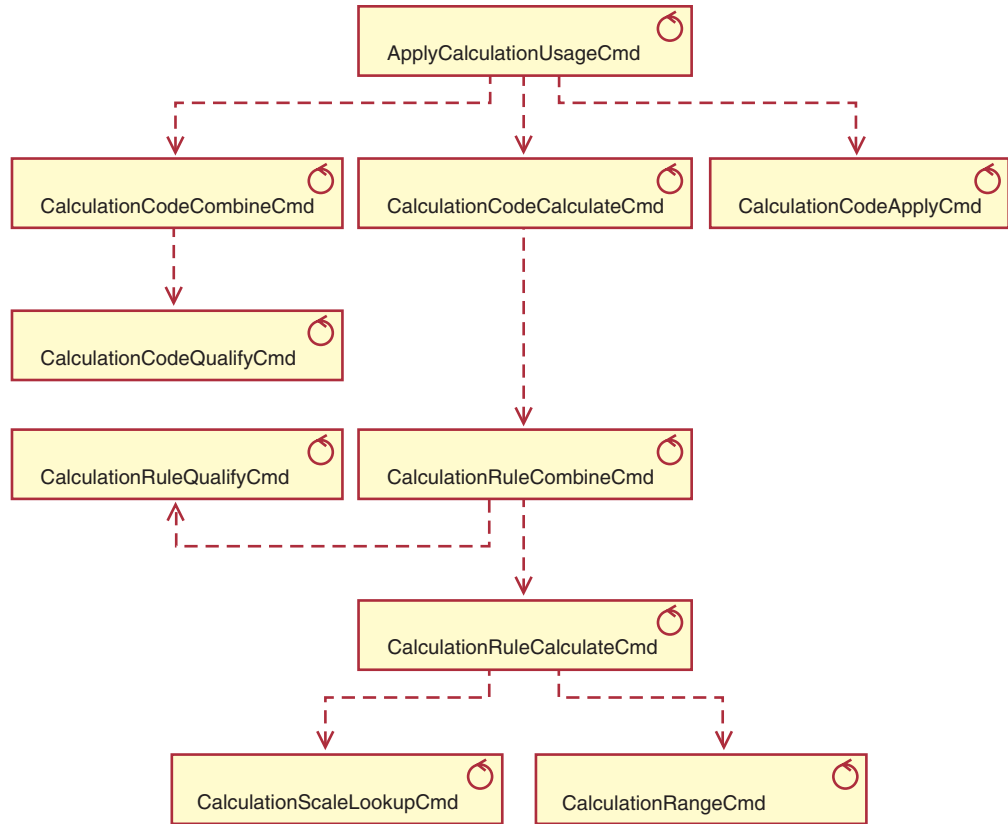 ApplyCalculationUsageCmd
CalculationCodeCombineCmd
CalculationCodeCalculateCmd
CalculationCodeApplyCmd
CalculationCodeQualifyCmd
CalculationRuleQualifyCmd
CalculationRuleCombineCmd
CalculationRuleCalculateCmd
CalculationScaleLookupCmd
CalculationRangeCmd